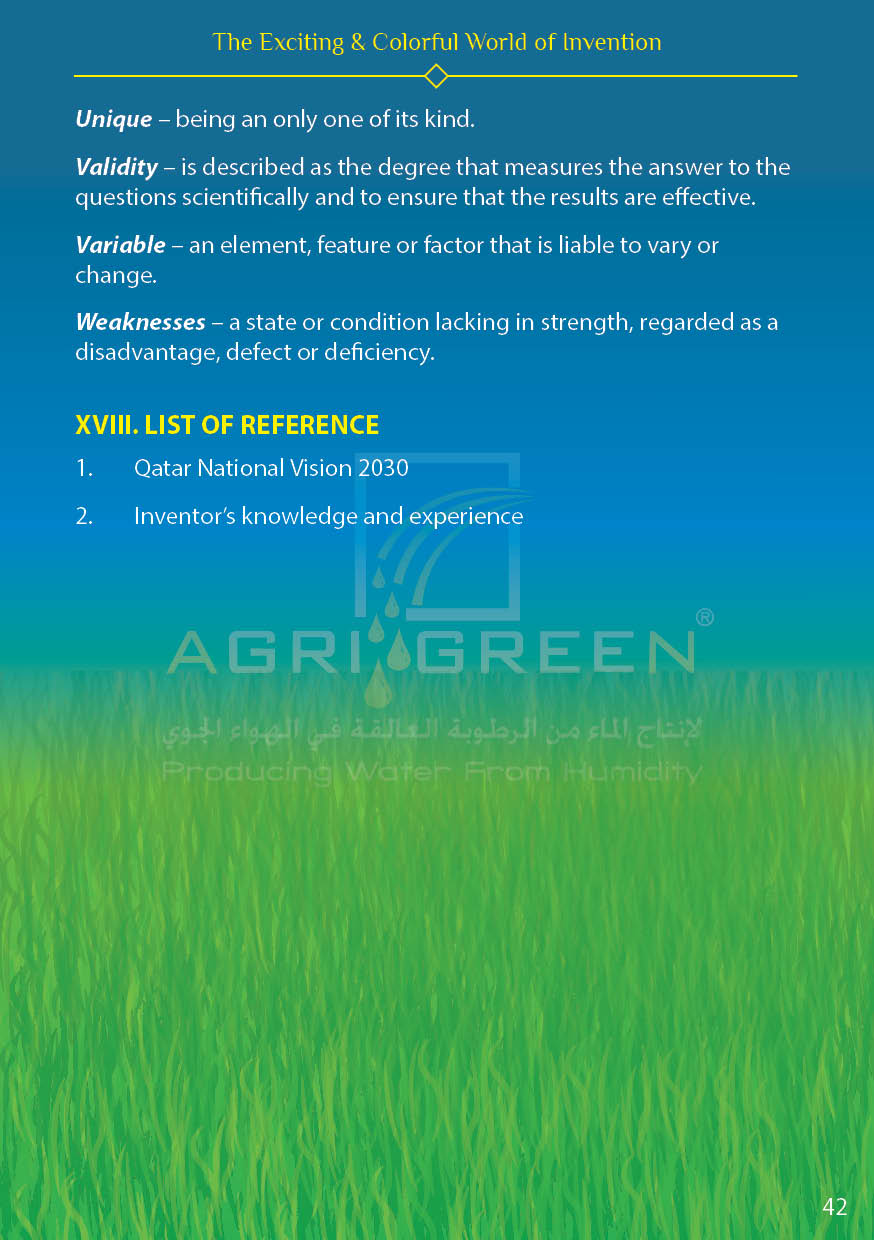 The Exciting & Colorful World of Invention
Unique – being an only one of its kind.
Validity – is described as the degree that measures the answer to the
questions scientifically and to ensure that the results are effective.
Variable – an element, feature or factor that is liable to vary or
change.
Weaknesses – a state or condition lacking in strength, regarded as a
disadvantage, defect or deficiency.
XVIII. LIST OF REFERENCE
1. Qatar National Vision 2030
2. Inventor’s knowledge and experience
AGRI GREEN®
لإنتاج الماء من الرطوبة العالقة في الهواء الجوي
Producing Water From Humidity
42